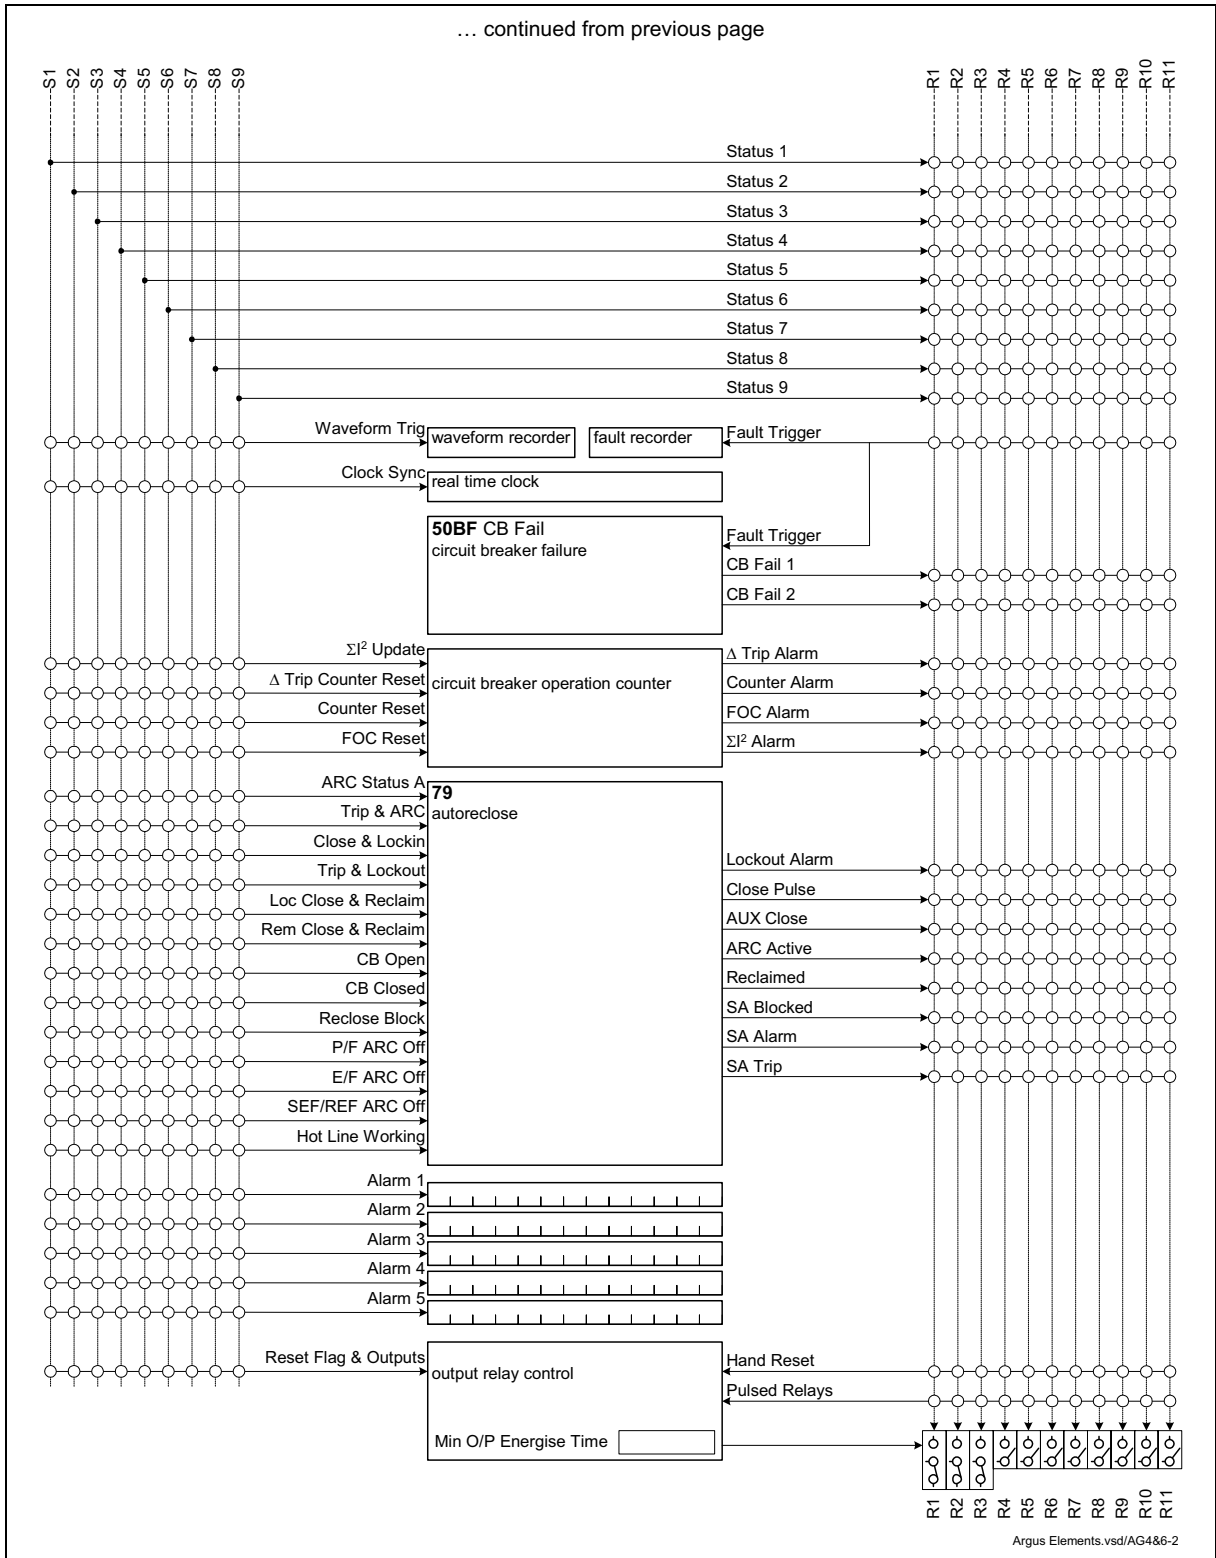 … continued from previous page
S1 S2 S3 S4 S5 S6 S7 S8 S9
R1 R2 R3 R4 R5 R6 R7 R8 R9 R10 R11
Status 1
Status 2
Status 3
Status 4
Status 5
Status 6
Status 7
Status 8
Status 9
Waveform Trig
waveform recorder
fault recorder
Fault Trigger
Clock Sync
real time clock
50BF CB Fail
circuit breaker failure
Fault Trigger
CB Fail 1
CB Fail 2
ΣI² Update
Δ Trip Counter Reset
Counter Reset
FOC Reset
circuit breaker operation counter
Δ Trip Alarm
Counter Alarm
FOC Alarm
ΣI² Alarm
ARC Status A
Trip & ARC
Close & Lockin
Trip & Lockout
Loc Close & Reclaim
Rem Close & Reclaim
CB Open
CB Closed
Reclose Block
P/F ARC Off
E/F ARC Off
SEF/REF ARC Off
Hot Line Working
79
autoreclose
Lockout Alarm
Close Pulse
AUX Close
ARC Active
Reclaimed
SA Blocked
SA Alarm
SA Trip
Alarm 1
Alarm 2
Alarm 3
Alarm 4
Alarm 5
Reset Flag & Outputs
output relay control
Hand Reset
Pulsed Relays
Min O/P Energise Time
R1 R2 R3 R4 R5 R6 R7 R8 R9 R10 R11
Argus Elements.vsd/AG4&6-2